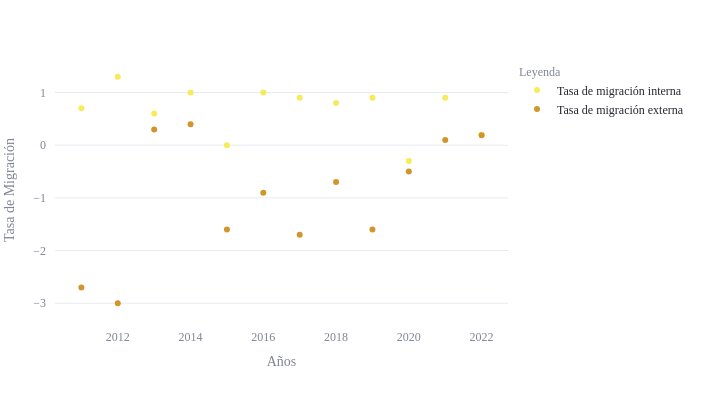 Leyenda
Tasa de migración interna
Tasa de migración externa
Tasa de Migración
1
0
−1
−2
−3
2012 2014 2016 2018 2020 2022
Años